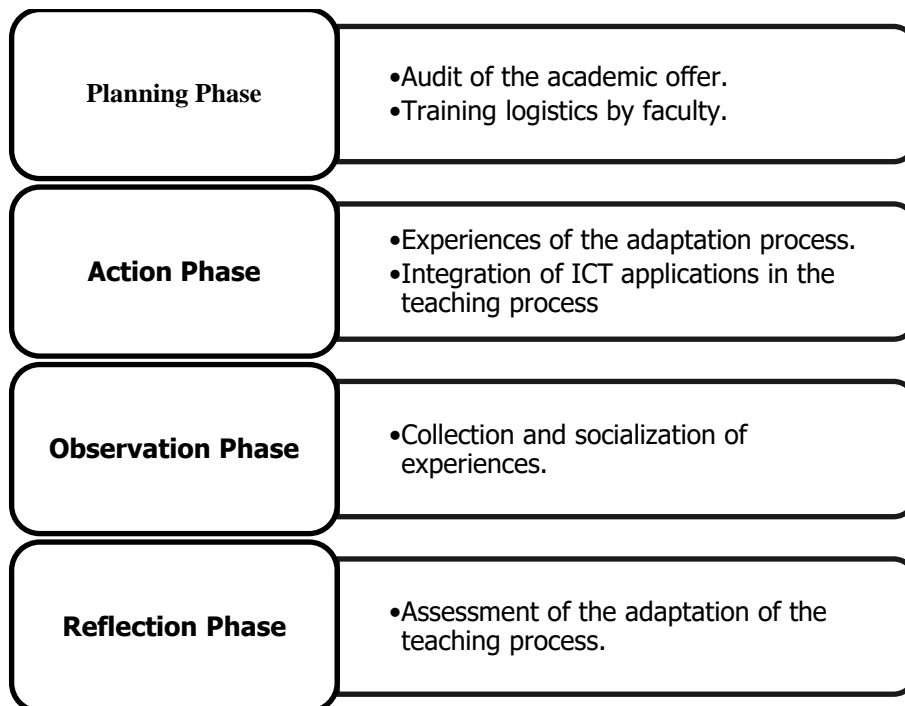 Planning Phase
•Audit of the academic offer.
•Training logistics by faculty.
Action Phase
•Experiences of the adaptation process.
•Integration of ICT applications in the
teaching process
Observation Phase
•Collection and socialization of
experiences.
Reflection Phase
•Assessment of the adaptation of the
teaching process.